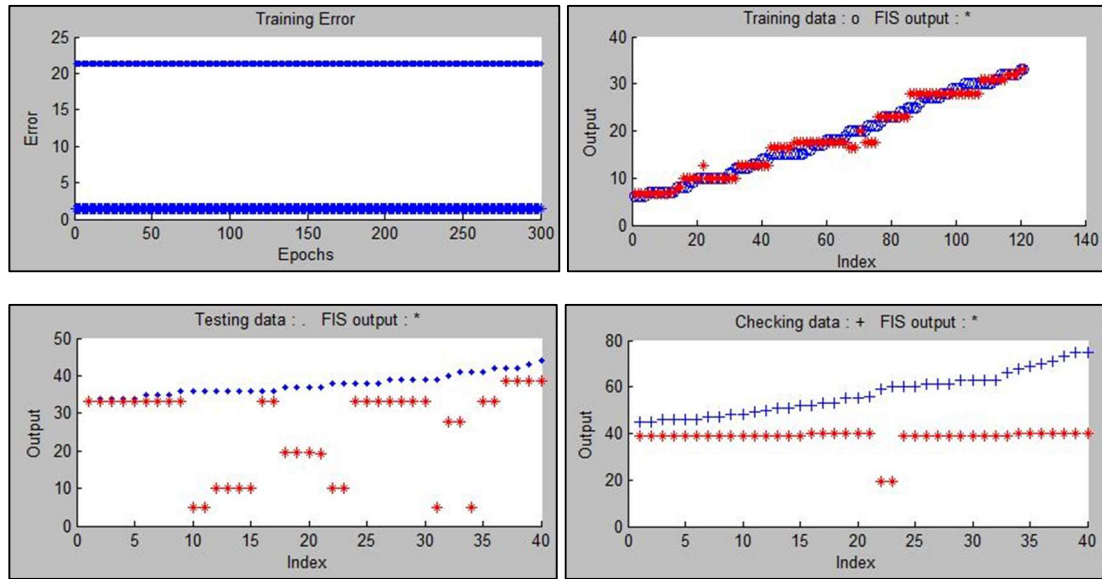 Training Error
25
20
15
10
5
0
Error
0 50 100 150 200 250 300
Epochs
Training data : o FIS output : *
40
30
20
10
0
Output
0 20 40 60 80 100 120 140
Index
Testing data : . FIS output : *
50
40
30
20
10
0
Output
0 5 10 15 20 25 30 35 40
Index
Checking data : + FIS output : *
80
60
40
20
0
Output
0 5 10 15 20 25 30 35 40
Index